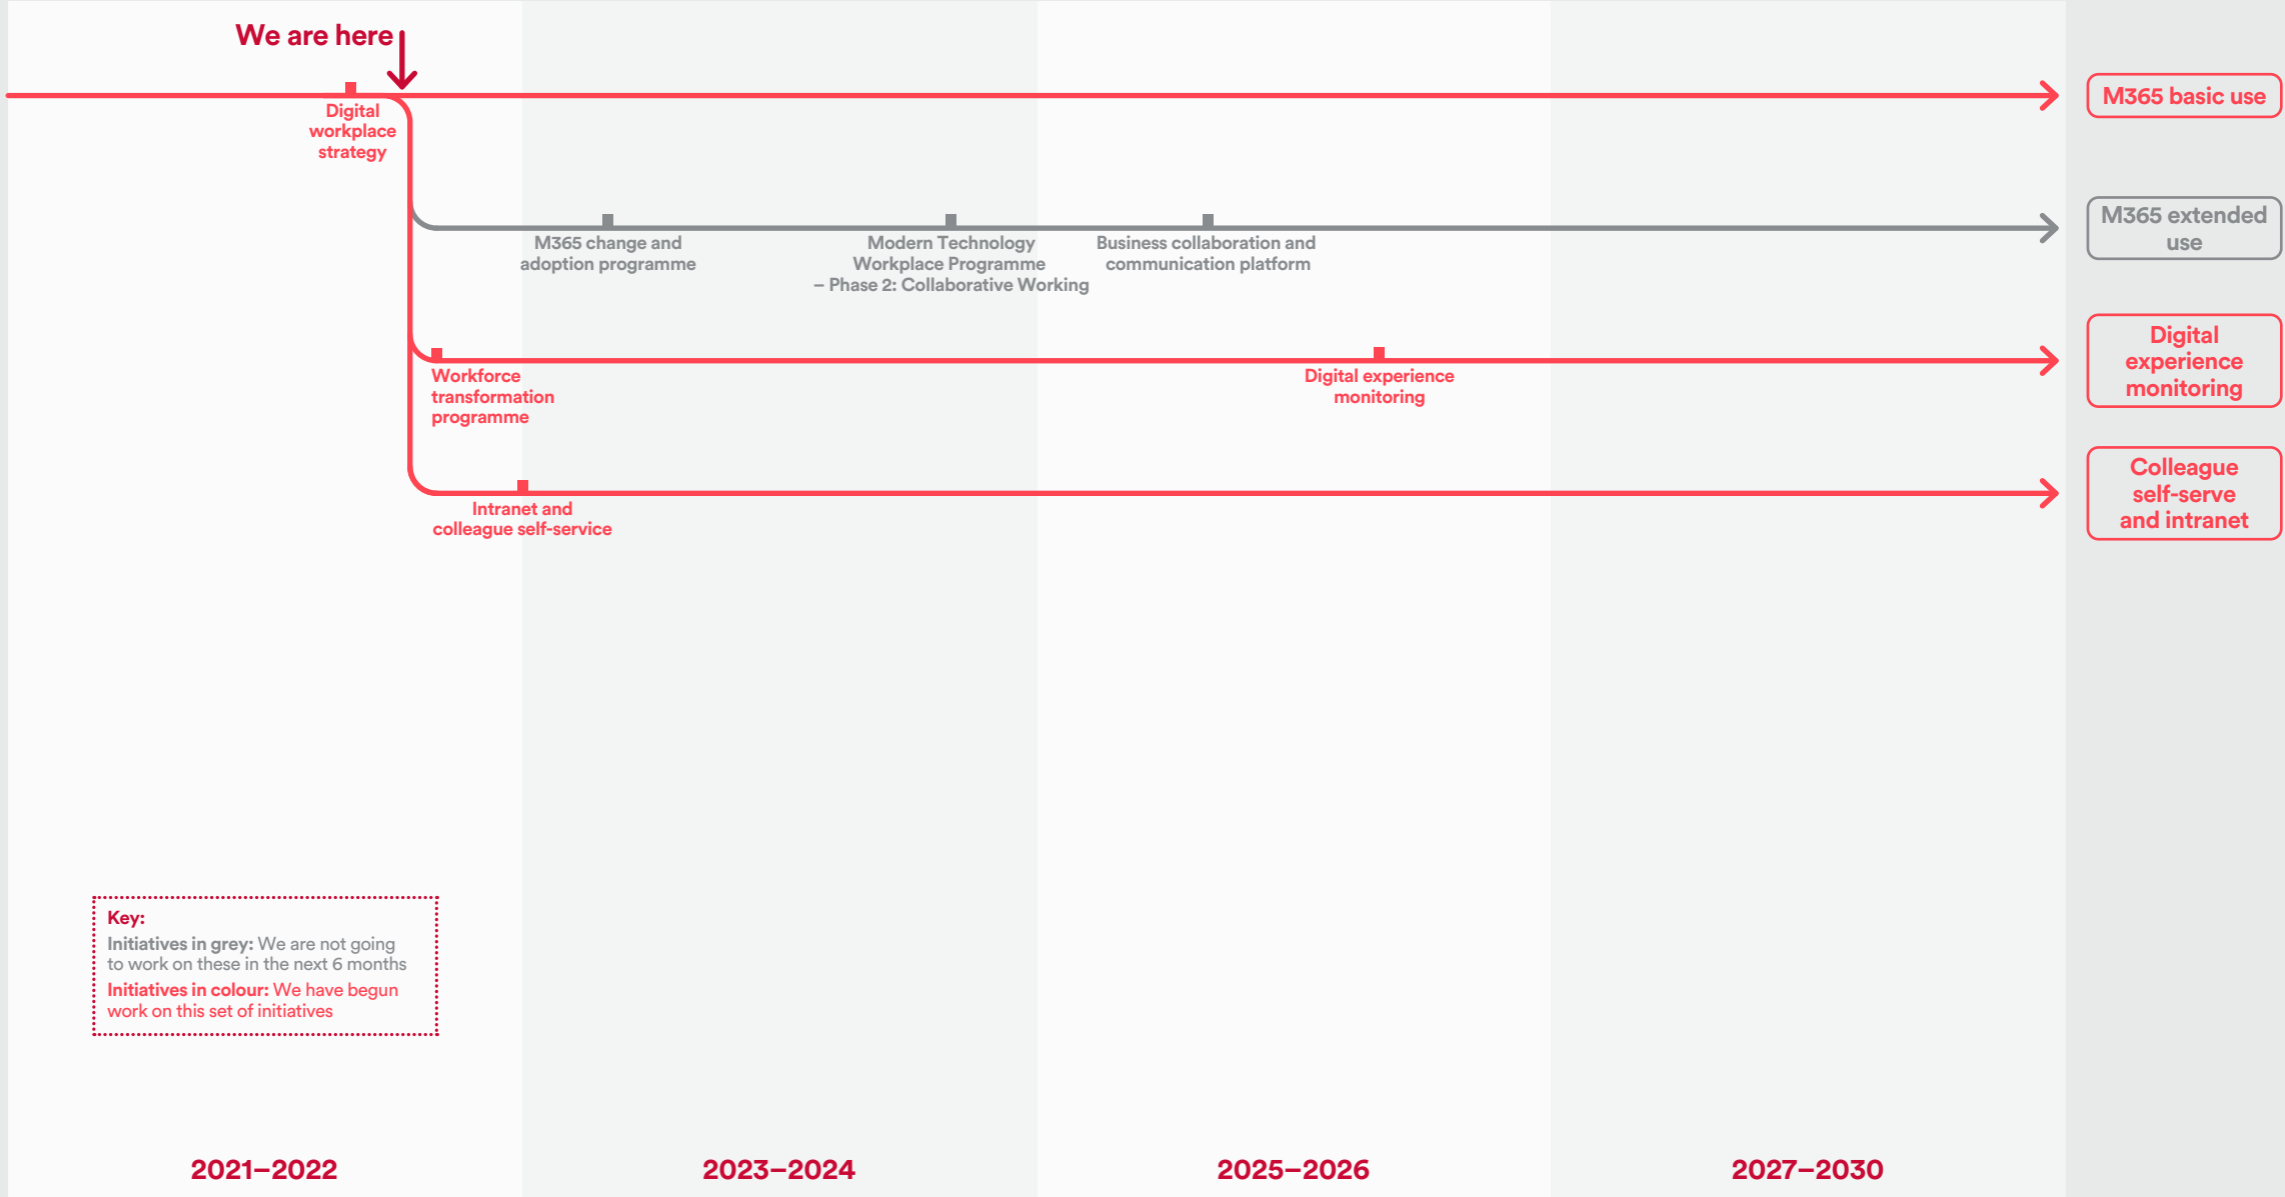 We are here
Digital
workplace
strategy
M365 basic use
M365 change and
adoption programme
Modern Technology
Workplace Programme
– Phase 2: Collaborative Working
Business collaboration and
communication platform
M365 extended
use
Workforce
transformation
programme
Digital experience
monitoring
Digital
experience
monitoring
Intranet and
colleague self-service
Colleague
self-serve
and intranet
Key:
Initiatives in grey: We are not going
to work on these in the next 6 months
Initiatives in colour: We have begun
work on this set of initiatives
2021–2022
2023–2024
2025–2026
2027–2030